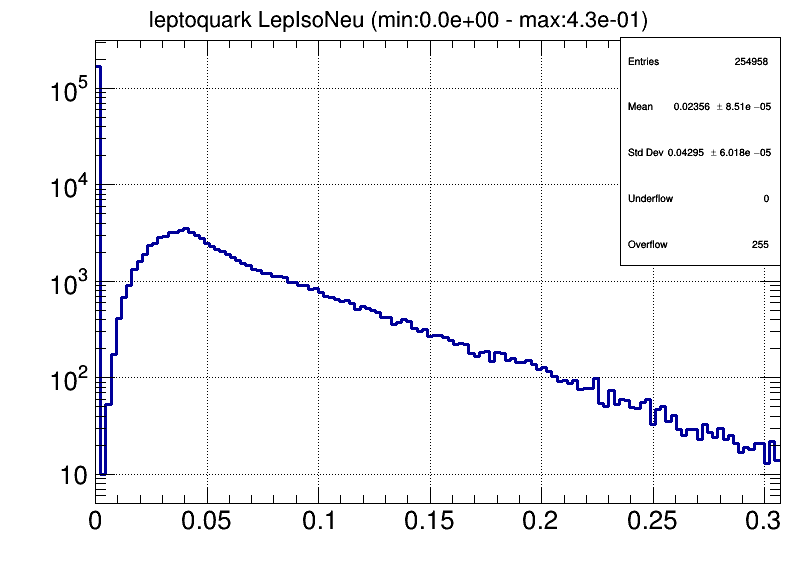 leptoquark LepIsoNeu (min:0.0e+00 - max:4.3e-01)
Entries 254958
Mean 0.02356 ± 8.51e −05
Std Dev 0.04295 ± 6.018e −05
Underflow 0
Overflow 255
10^5
10^4
10^3
10^2
10
0 0.05 0.1 0.15 0.2 0.25 0.3